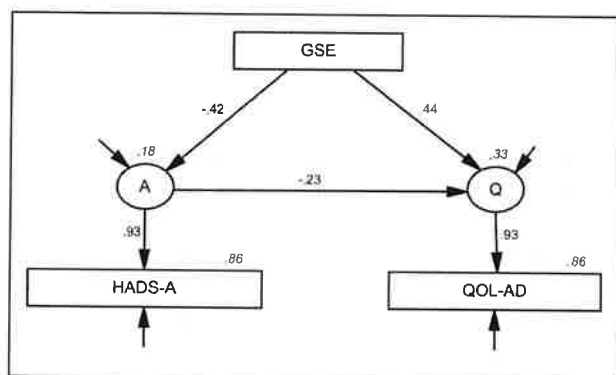 GSE
-.42
44
.18
.33
A
-.23
Q
.93
.93
.86
.86
HADS-A
QOL-AD